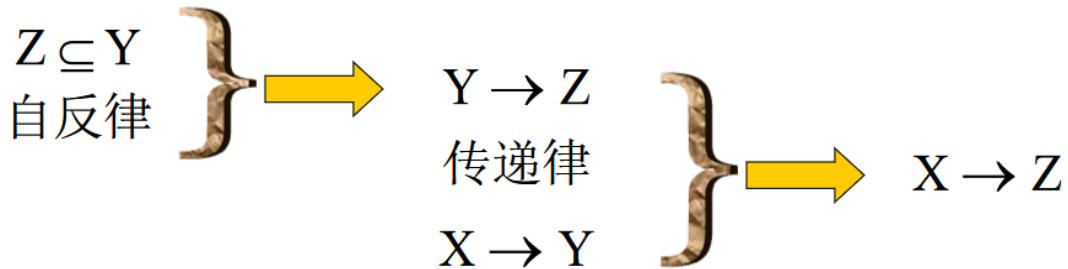 Z ⊆ Y
自反律
Y → Z
传递律
X → Y
X → Z